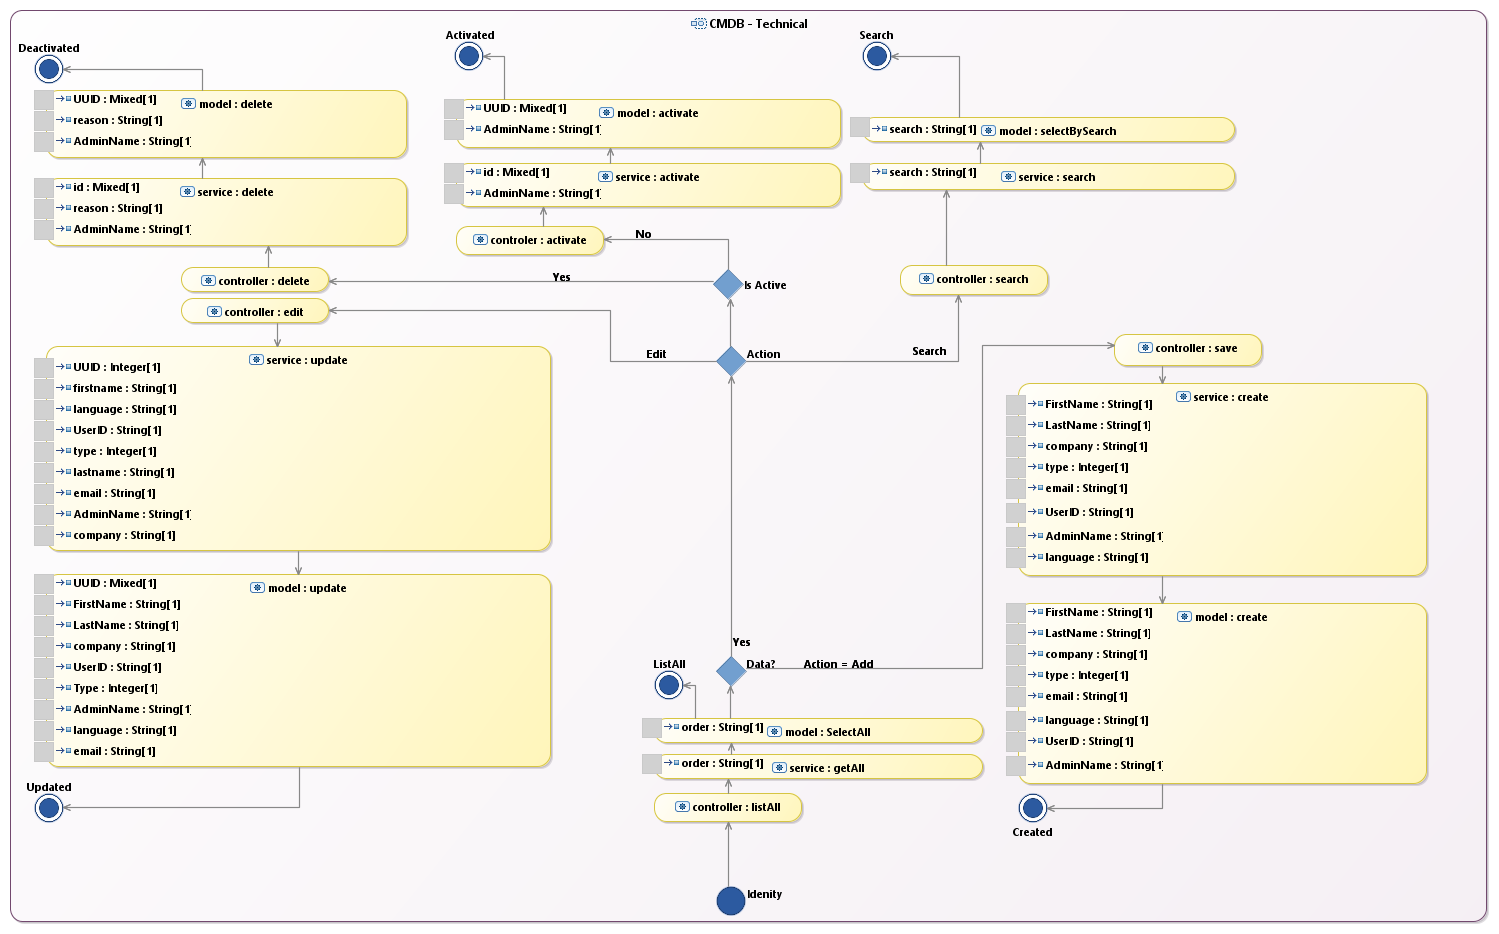 CMDB - Technical
Deactivated
UUID : Mixed[1]
model : delete
reason : String[1]
AdminName : String[1]
id : Mixed[1]
service : delete
reason : String[1]
AdminName : String[1]
controller : delete
controller : edit
Activated
UUID : Mixed[1]
model : activate
AdminName : String[1]
id : Mixed[1]
service : activate
AdminName : String[1]
controler : activate
No
Yes
Is Active
Search
search : String[1]
model : selectBySearch
search : String[1]
service : search
controller : search
Edit
Action
Search
service : update
UUID : Integer[1]
firstname : String[1]
language : String[1]
UserID : String[1]
type : Integer[1]
lastname : String[1]
email : String[1]
AdminName : String[1]
company : String[1]
model : update
UUID : Mixed[1]
FirstName : String[1]
LastName : String[1]
company : String[1]
UserID : String[1]
Type : Integer[1]
AdminName : String[1]
language : String[1]
email : String[1]
Updated
controller : save
service : create
FirstName : String[1]
LastName : String[1]
company : String[1]
type : Integer[1]
email : String[1]
UserID : String[1]
AdminName : String[1]
language : String[1]
FirstName : String[1]
model : create
LastName : String[1]
company : String[1]
type : Integer[1]
email : String[1]
language : String[1]
UserID : String[1]
AdminName : String[1]
Created
Yes
ListAll
Data?
Action = Add
order : String[1]
model : SelectAll
order : String[1]
service : getAll
controller : listAll
Idenity